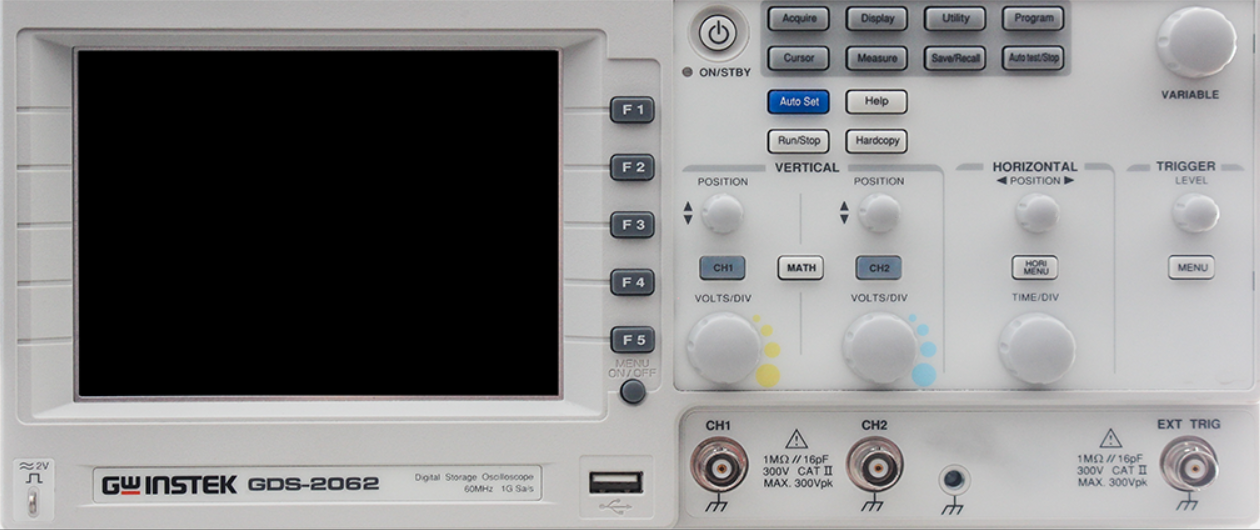 Acquire Display Utility Program
ON/STBY
Cursor Measure Save/Recall Auto test/Stop
VARIABLE
Auto Set Help
Run/Stop Hardcopy
F 1
F 2
F 3
F 4
F 5
MENU
ON/OFF
VERTICAL
POSITION POSITION
CH1 MATH CH2
VOLTS/DIV VOLTS/DIV
HORIZONTAL
◄ POSITION ►
HORI
MENU
TIME/DIV
TRIGGER
LEVEL
MENU
≈ 2V
GW INSTEK GDS-2062
Digital Storage Oscilloscope
60MHz 1G Sa/s
CH1
1MΩ // 16pF
300V CAT II
MAX. 300Vpk
CH2
EXT TRIG
1MΩ // 16pF
300V CAT II
MAX. 300Vpk